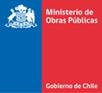 Ministerio de
Obras Públicas
Gobierno de Chile